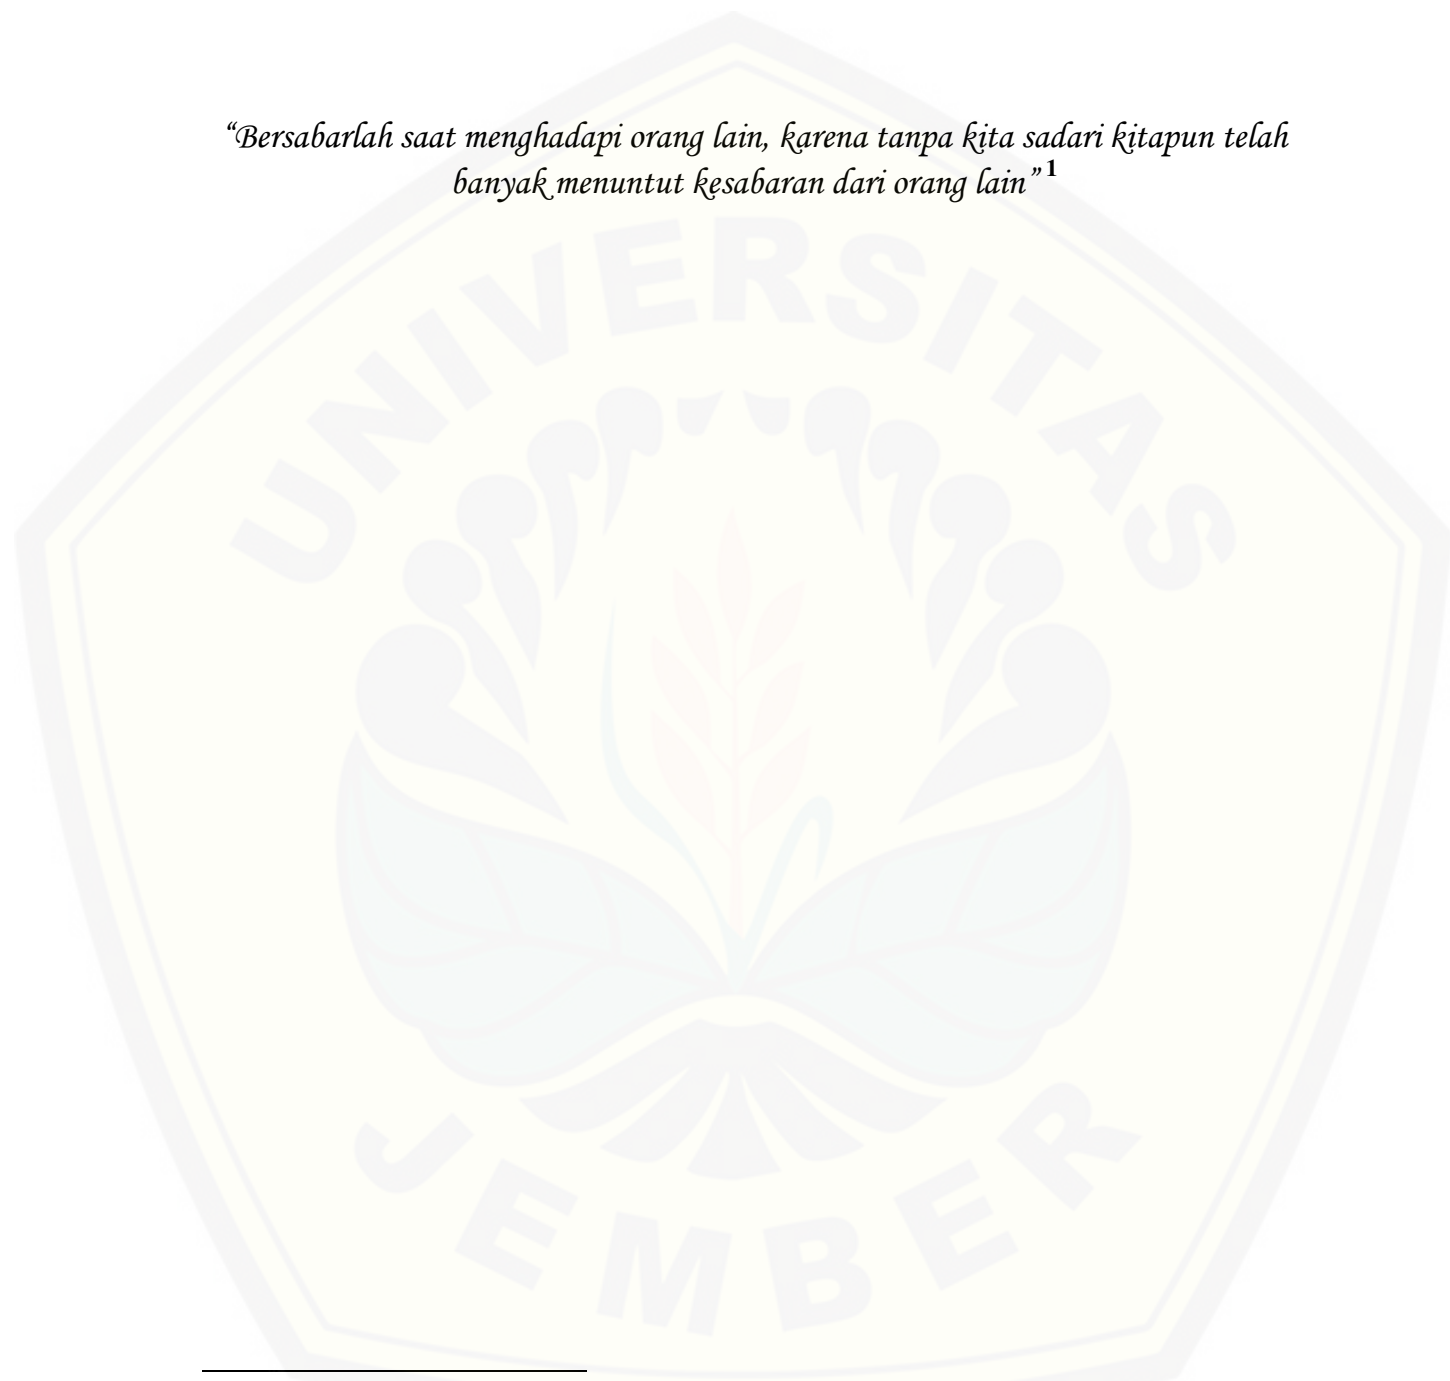 “Bersabarlah saat menghadapi orang lain, karena tanpa kita sadari kitapun telah
banyak menuntut kesabaran dari orang lain” 1
UNIVERSITAS
JEMBER